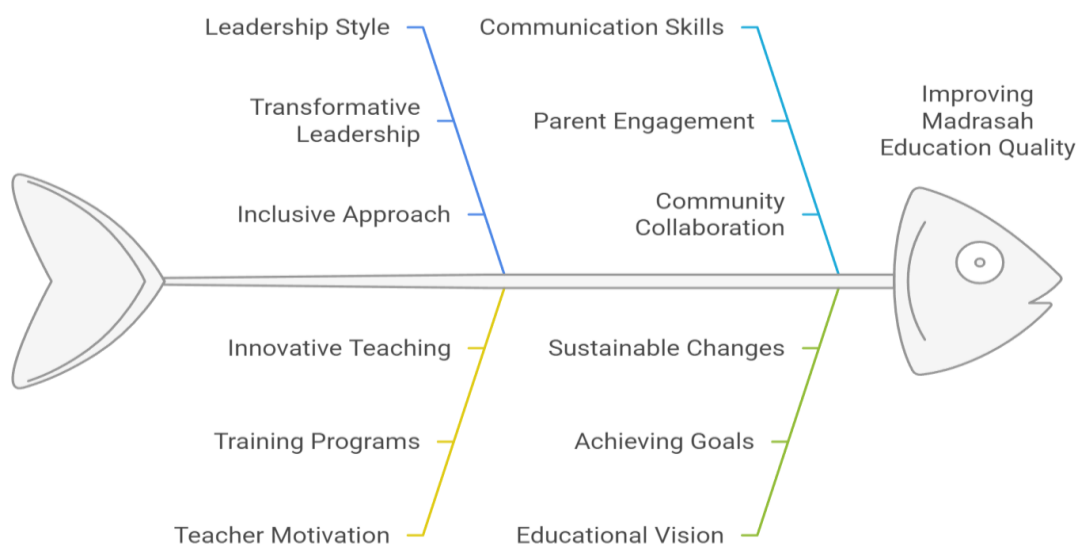 Leadership Style
Transformative
Leadership
Inclusive Approach
Communication Skills
Parent Engagement
Community
Collaboration
Improving
Madrasah
Education Quality
Innovative Teaching
Training Programs
Teacher Motivation
Sustainable Changes
Achieving Goals
Educational Vision